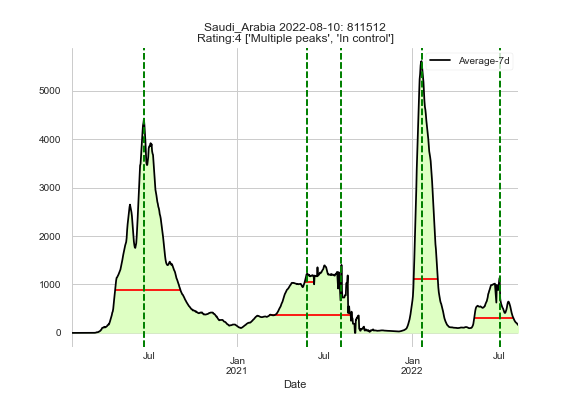 Saudi_Arabia 2022-08-10: 811512
Rating:4 ['Multiple peaks', 'In control']
Average-7d
5000
4000
3000
2000
1000
0
Jul
Jan
2021
Jul
Jan
2022
Jul
Date